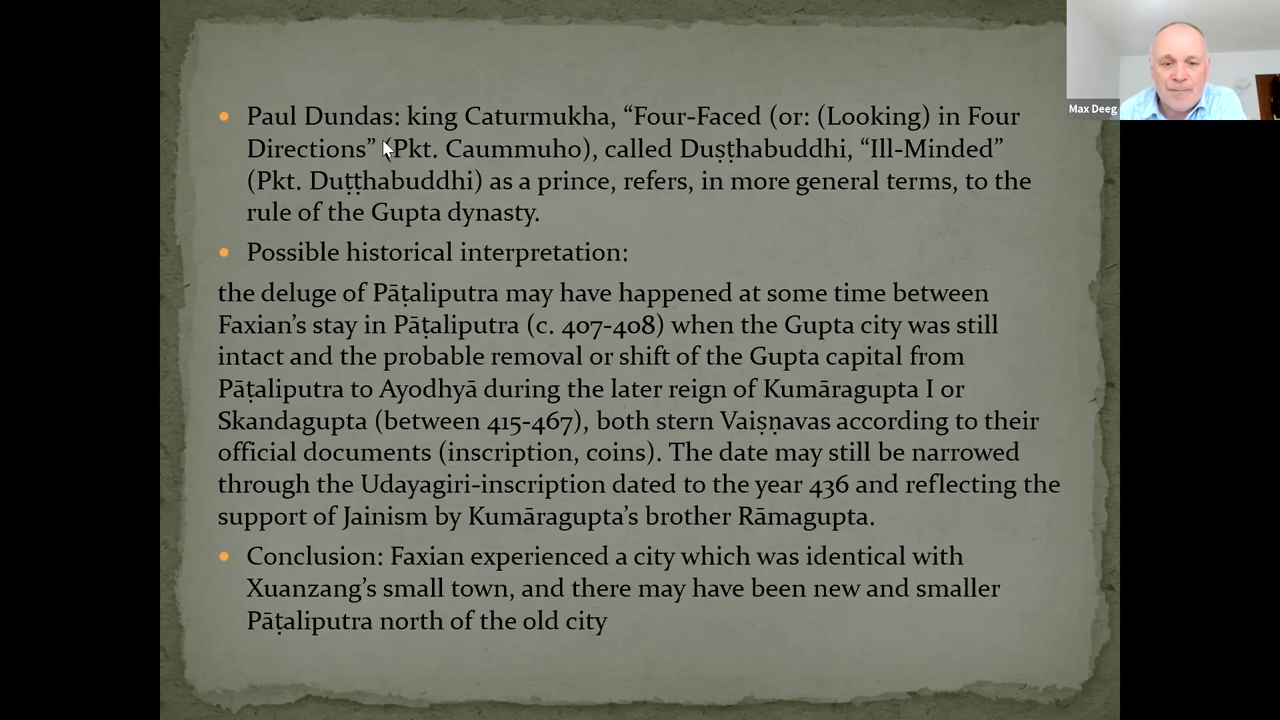 Paul Dundas: king Caturmukha, “Four-Faced (or: (Looking) in Four
Directions” (Pkt. Caummuho), called Duṣṭhabuddhi, “Ill-Minded”
(Pkt. Duṭṭhabuddhi) as a prince, refers, in more general terms, to the
rule of the Gupta dynasty.
Possible historical interpretation:
the deluge of Pāṭaliputra may have happened at some time between
Faxian’s stay in Pāṭaliputra (c. 407-408) when the Gupta city was still
intact and the probable removal or shift of the Gupta capital from
Pāṭaliputra to Ayodhyā during the later reign of Kumāragupta I or
Skandagupta (between 415-467), both stern Vaiṣṇavas according to their
official documents (inscription, coins). The date may still be narrowed
through the Udayagiri-inscription dated to the year 436 and reflecting the
support of Jainism by Kumāragupta’s brother Rāmagupta.
Conclusion: Faxian experienced a city which was identical with
Xuanzang’s small town, and there may have been new and smaller
Pāṭaliputra north of the old city
Max Deeg